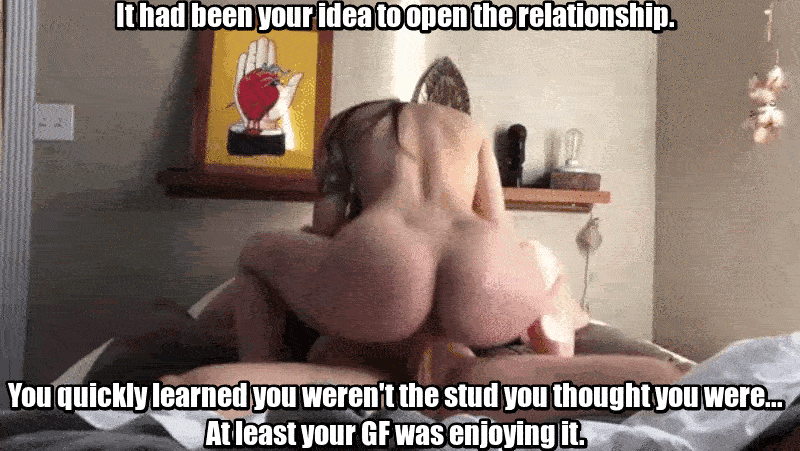 It had been your idea to open the relationship.
You quickly learned you weren't the stud you thought you were...
At least your GF was enjoying it.